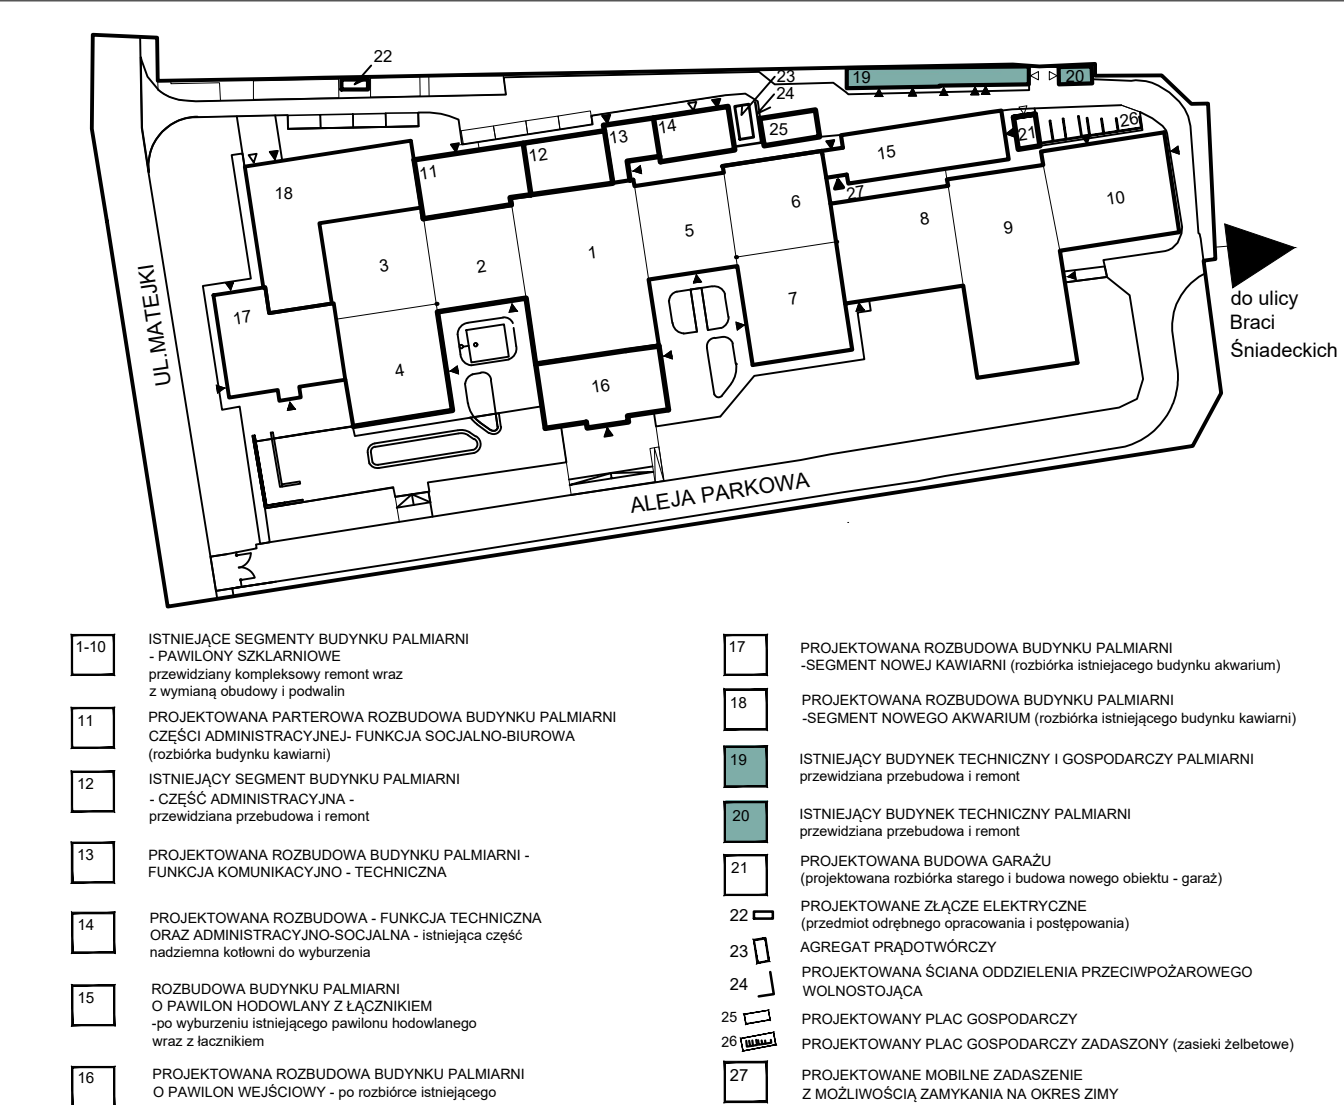 22
19
20
23
24
25
26
21
14
13
12
11
15
27
18
6
10
8
9
5
1
2
3
7
17
4
16
UL.MATEJKI
ALEJA PARKOWA
do ulicy
Braci
Śniadeckich
1-10
ISTNIEJĄCE SEGMENTY BUDYNKU PALMIARNI
- PAWILONY SZKLARNIOWE
przewidziany kompleksowy remont wraz
z wymianą obudowy i podwalin
11
PROJEKTOWANA PARTEROWA ROZBUDOWA BUDYNKU PALMIARNI
CZĘŚCI ADMINISTRACYJNEJ- FUNKCJA SOCJALNO-BIUROWA
(rozbiórka budynku kawiarni)
12
ISTNIEJĄCY SEGMENT BUDYNKU PALMIARNI
- CZĘŚĆ ADMINISTRACYJNA -
przewidziana przebudowa i remont
13
PROJEKTOWANA ROZBUDOWA BUDYNKU PALMIARNI -
FUNKCJA KOMUNIKACYJNO - TECHNICZNA
14
PROJEKTOWANA ROZBUDOWA - FUNKCJA TECHNICZNA
ORAZ ADMINISTRACYJNO-SOCJALNA - istniejąca część
nadziemna kotłowni do wyburzenia
15
ROZBUDOWA BUDYNKU PALMIARNI
O PAWILON HODOWLANY Z ŁĄCZNIKIEM
-po wyburzeniu istniejącego pawilonu hodowlanego
wraz z łacznikiem
16
PROJEKTOWANA ROZBUDOWA BUDYNKU PALMIARNI
O PAWILON WEJŚCIOWY - po rozbiórce istniejącego
17
PROJEKTOWANA ROZBUDOWA BUDYNKU PALMIARNI
-SEGMENT NOWEJ KAWIARNI (rozbiórka istniejacego budynku akwarium)
18
PROJEKTOWANA ROZBUDOWA BUDYNKU PALMIARNI
-SEGMENT NOWEGO AKWARIUM (rozbiórka istniejącego budynku kawiarni)
19
ISTNIEJĄCY BUDYNEK TECHNICZNY I GOSPODARCZY PALMIARNI
przewidziana przebudowa i remont
20
ISTNIEJĄCY BUDYNEK TECHNICZNY PALMIARNI
przewidziana przebudowa i remont
21
PROJEKTOWANA BUDOWA GARAŻU
(projektowana rozbiórka starego i budowa nowego obiektu - garaż)
22
PROJEKTOWANE ZŁĄCZE ELEKTRYCZNE
(przedmiot odrębnego opracowania i postępowania)
23
AGREGAT PRĄDOTWÓRCZY
24
PROJEKTOWANA ŚCIANA ODDZIELENIA PRZECIWPOŻAROWEGO
WOLNOSTOJĄCA
25
PROJEKTOWANY PLAC GOSPODARCZY
26
PROJEKTOWANY PLAC GOSPODARCZY ZADASZONY (zasieki żelbetowe)
27
PROJEKTOWANE MOBILNE ZADASZENIE
Z MOŻLIWOŚCIĄ ZAMYKANIA NA OKRES ZIMY